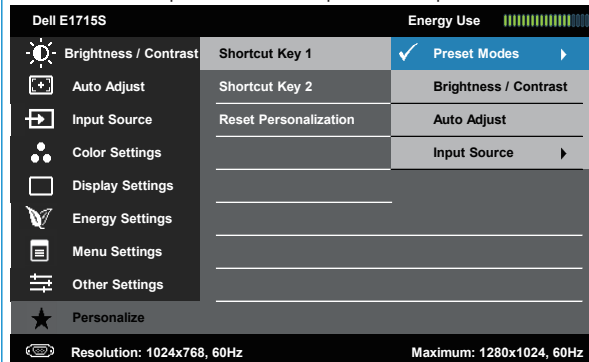 Dell E1715S Energy Use
Brightness / Contrast Shortcut Key 1 Preset Modes
Auto Adjust Shortcut Key 2 Brightness / Contrast
Input Source Reset Personalization Auto Adjust
Color Settings Input Source
Display Settings
Energy Settings
Menu Settings
Other Settings
Personalize
Resolution: 1024x768, 60Hz Maximum: 1280x1024, 60Hz